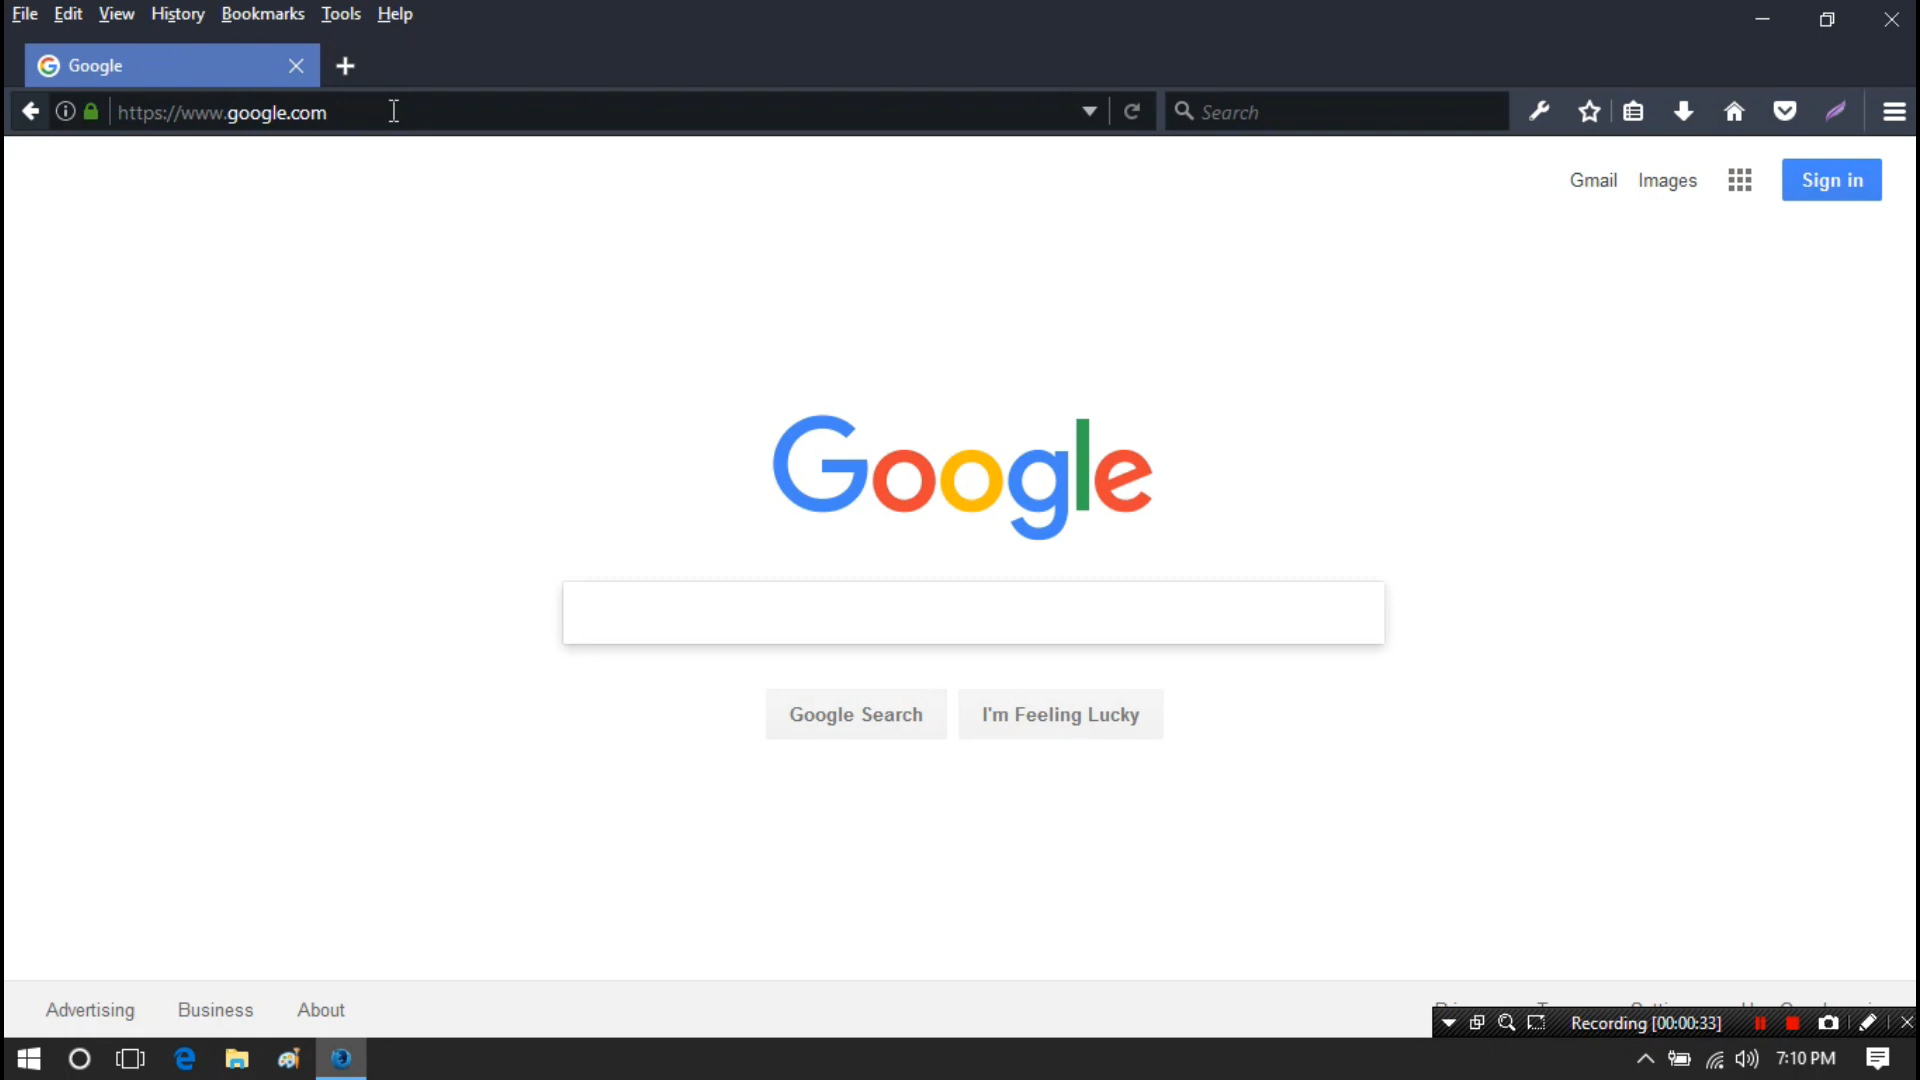 File Edit View History Bookmarks Tools Help
Google
https://www.google.com
Search
Gmail Images Sign in
Google
Google Search I'm Feeling Lucky
Advertising Business About
Recording [00:00:33]
7:10 PM